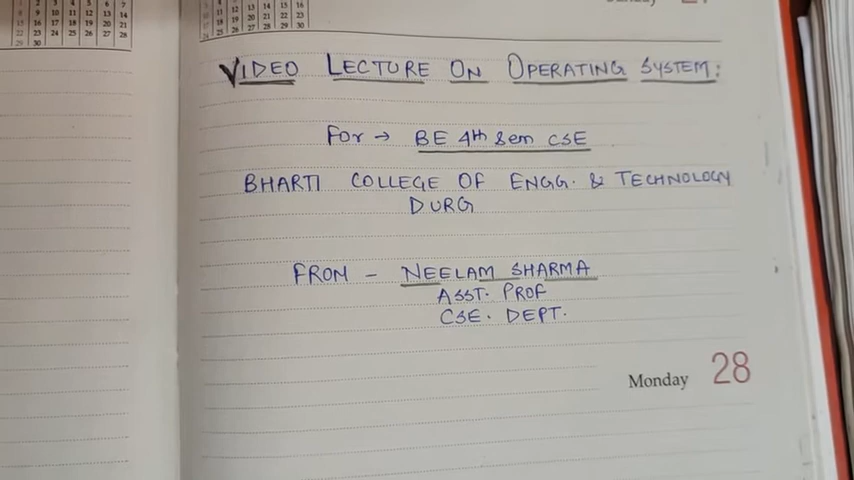 VIDEO LECTURE ON OPERATING SYSTEM:
For → BE 4th Sem CSE
BHARTI COLLEGE OF ENGG. & TECHNOLOGY
DURG
FRON - NEELAM SHARMA
ASST. PROF
CSE. DEPT.
Monday 28